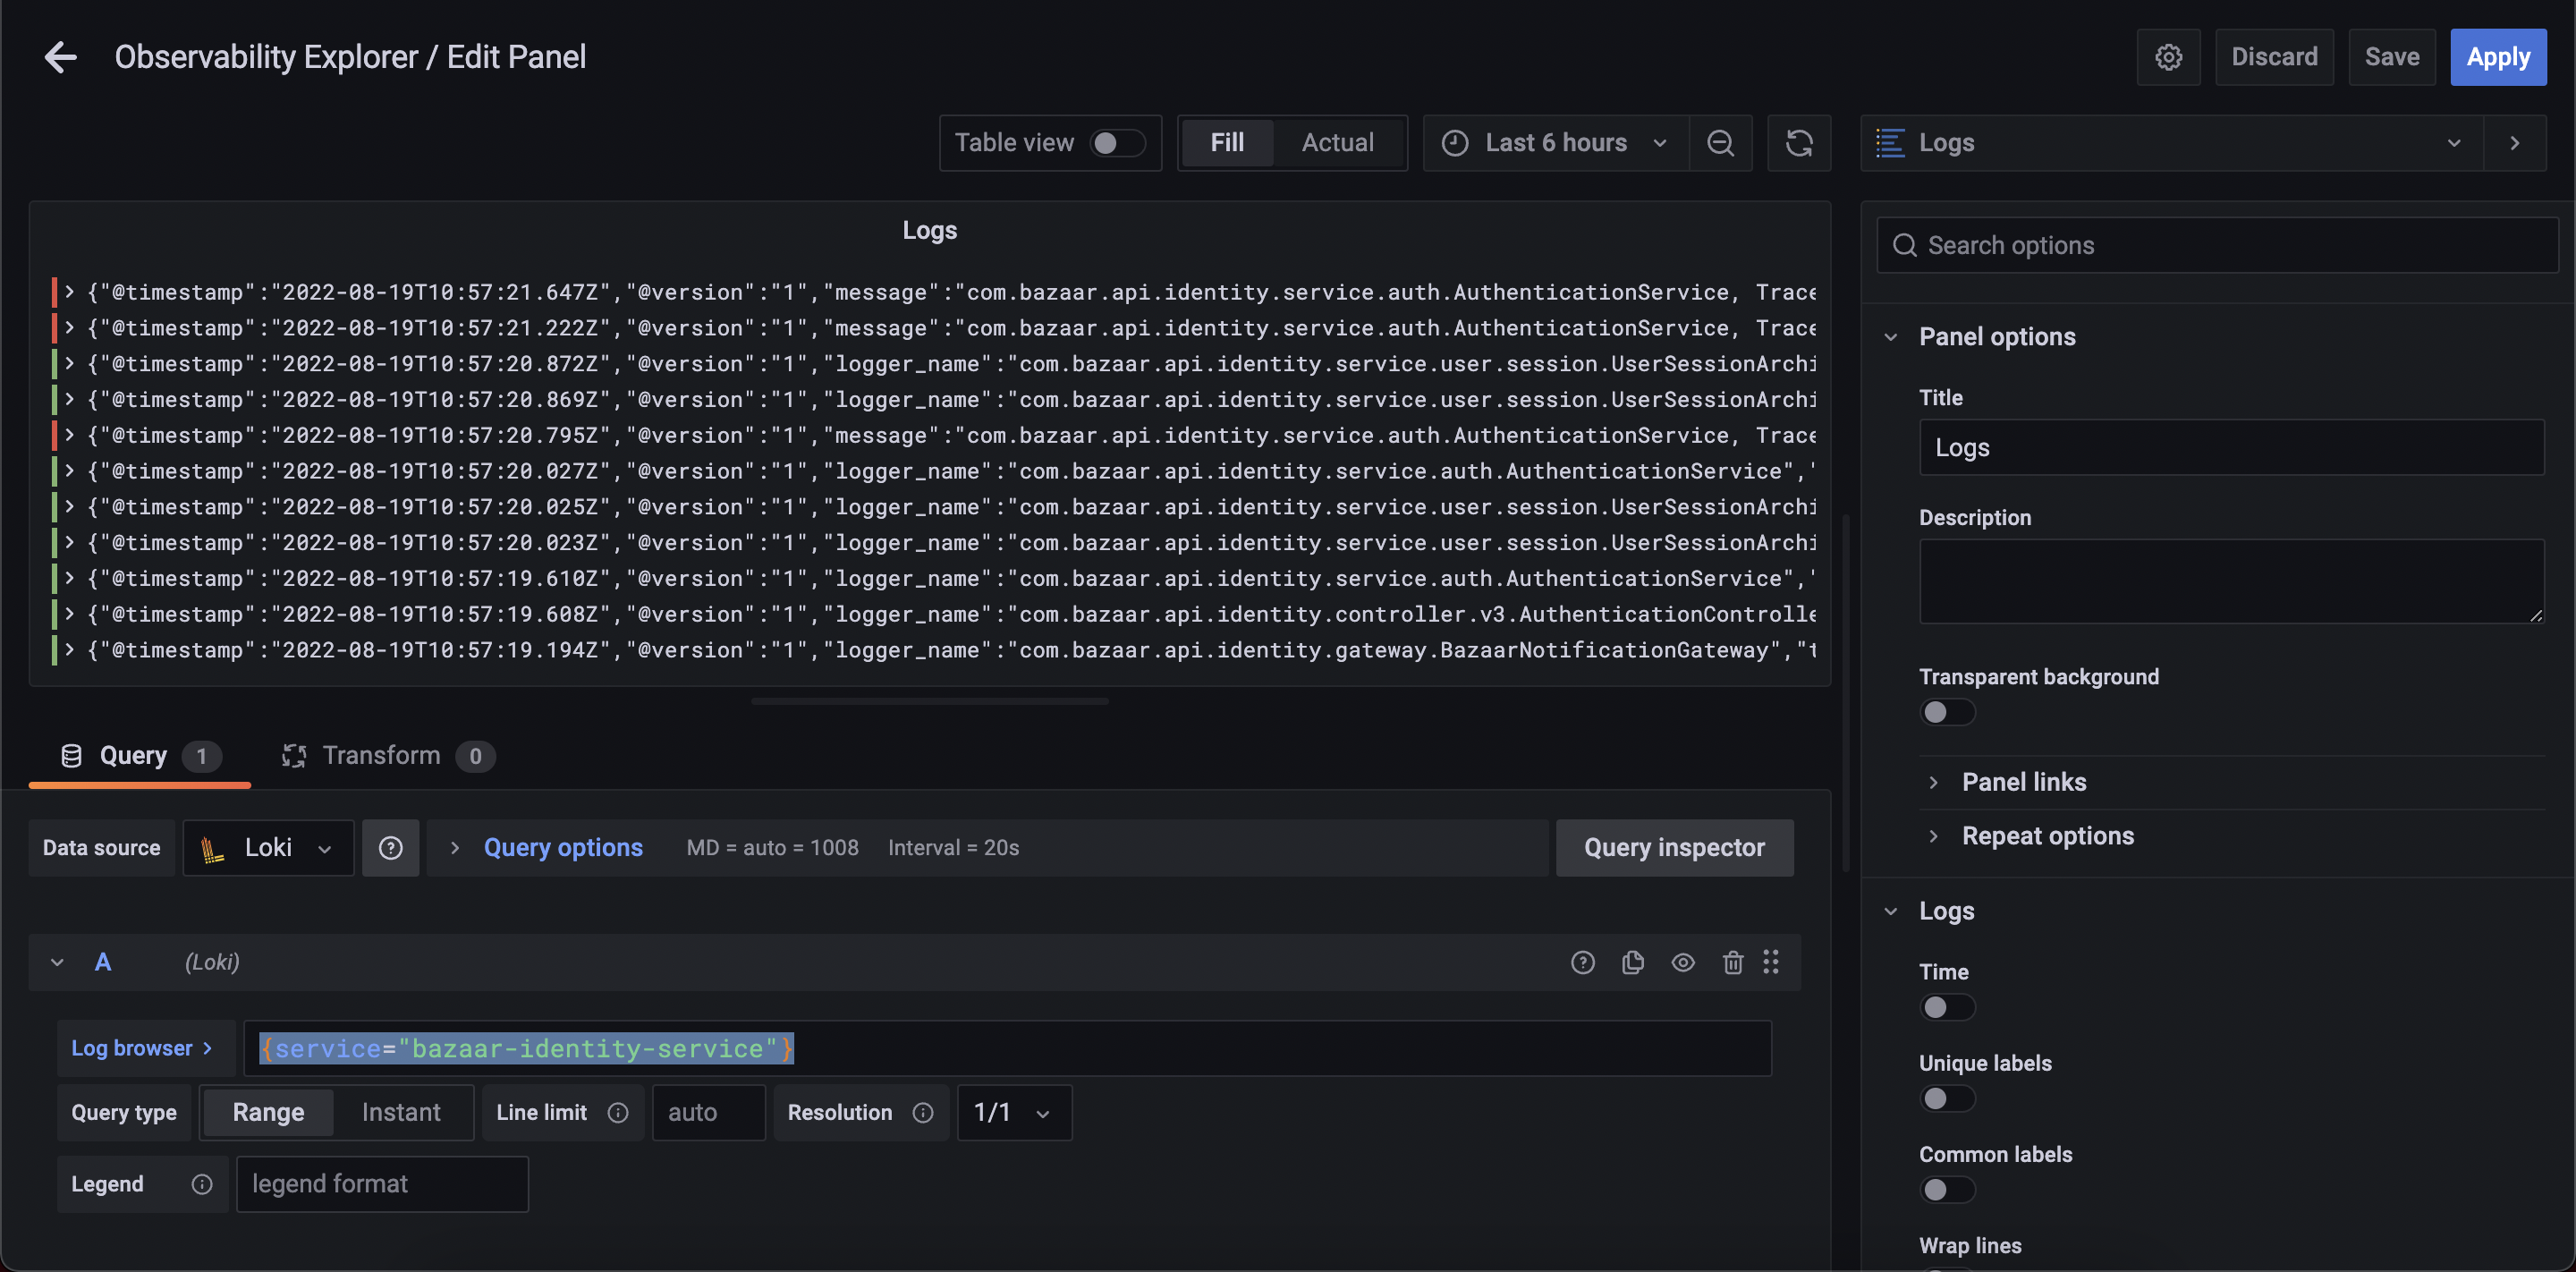 Observability Explorer / Edit Panel
Discard Save Apply
Table view Fill Actual Last 6 hours Logs
Logs
{"@timestamp":"2022-08-19T10:57:21.647Z","@version":"1","message":"com.bazaar.api.identity.service.auth.AuthenticationService, Trace
{"@timestamp":"2022-08-19T10:57:21.222Z","@version":"1","message":"com.bazaar.api.identity.service.auth.AuthenticationService, Trace
{"@timestamp":"2022-08-19T10:57:20.872Z","@version":"1","logger_name":"com.bazaar.api.identity.service.user.session.UserSessionArchi
{"@timestamp":"2022-08-19T10:57:20.869Z","@version":"1","logger_name":"com.bazaar.api.identity.service.user.session.UserSessionArchi
{"@timestamp":"2022-08-19T10:57:20.795Z","@version":"1","message":"com.bazaar.api.identity.service.auth.AuthenticationService, Trace
{"@timestamp":"2022-08-19T10:57:20.027Z","@version":"1","logger_name":"com.bazaar.api.identity.service.auth.AuthenticationService","
{"@timestamp":"2022-08-19T10:57:20.025Z","@version":"1","logger_name":"com.bazaar.api.identity.service.user.session.UserSessionArchi
{"@timestamp":"2022-08-19T10:57:20.023Z","@version":"1","logger_name":"com.bazaar.api.identity.service.user.session.UserSessionArchi
{"@timestamp":"2022-08-19T10:57:19.610Z","@version":"1","logger_name":"com.bazaar.api.identity.service.auth.AuthenticationService","
{"@timestamp":"2022-08-19T10:57:19.608Z","@version":"1","logger_name":"com.bazaar.api.identity.controller.v3.AuthenticationControlle
{"@timestamp":"2022-08-19T10:57:19.194Z","@version":"1","logger_name":"com.bazaar.api.identity.gateway.BazaarNotificationGateway","t
Query 1 Transform 0
Data source Loki Query options MD = auto = 1008 Interval = 20s Query inspector
A (Loki)
Log browser > {service="bazaar-identity-service"}
Query type Range Instant Line limit auto Resolution 1/1
Legend legend format
Search options
Panel options
Title
Logs
Description
Transparent background
Panel links
Repeat options
Logs
Time
Unique labels
Common labels
Wrap lines